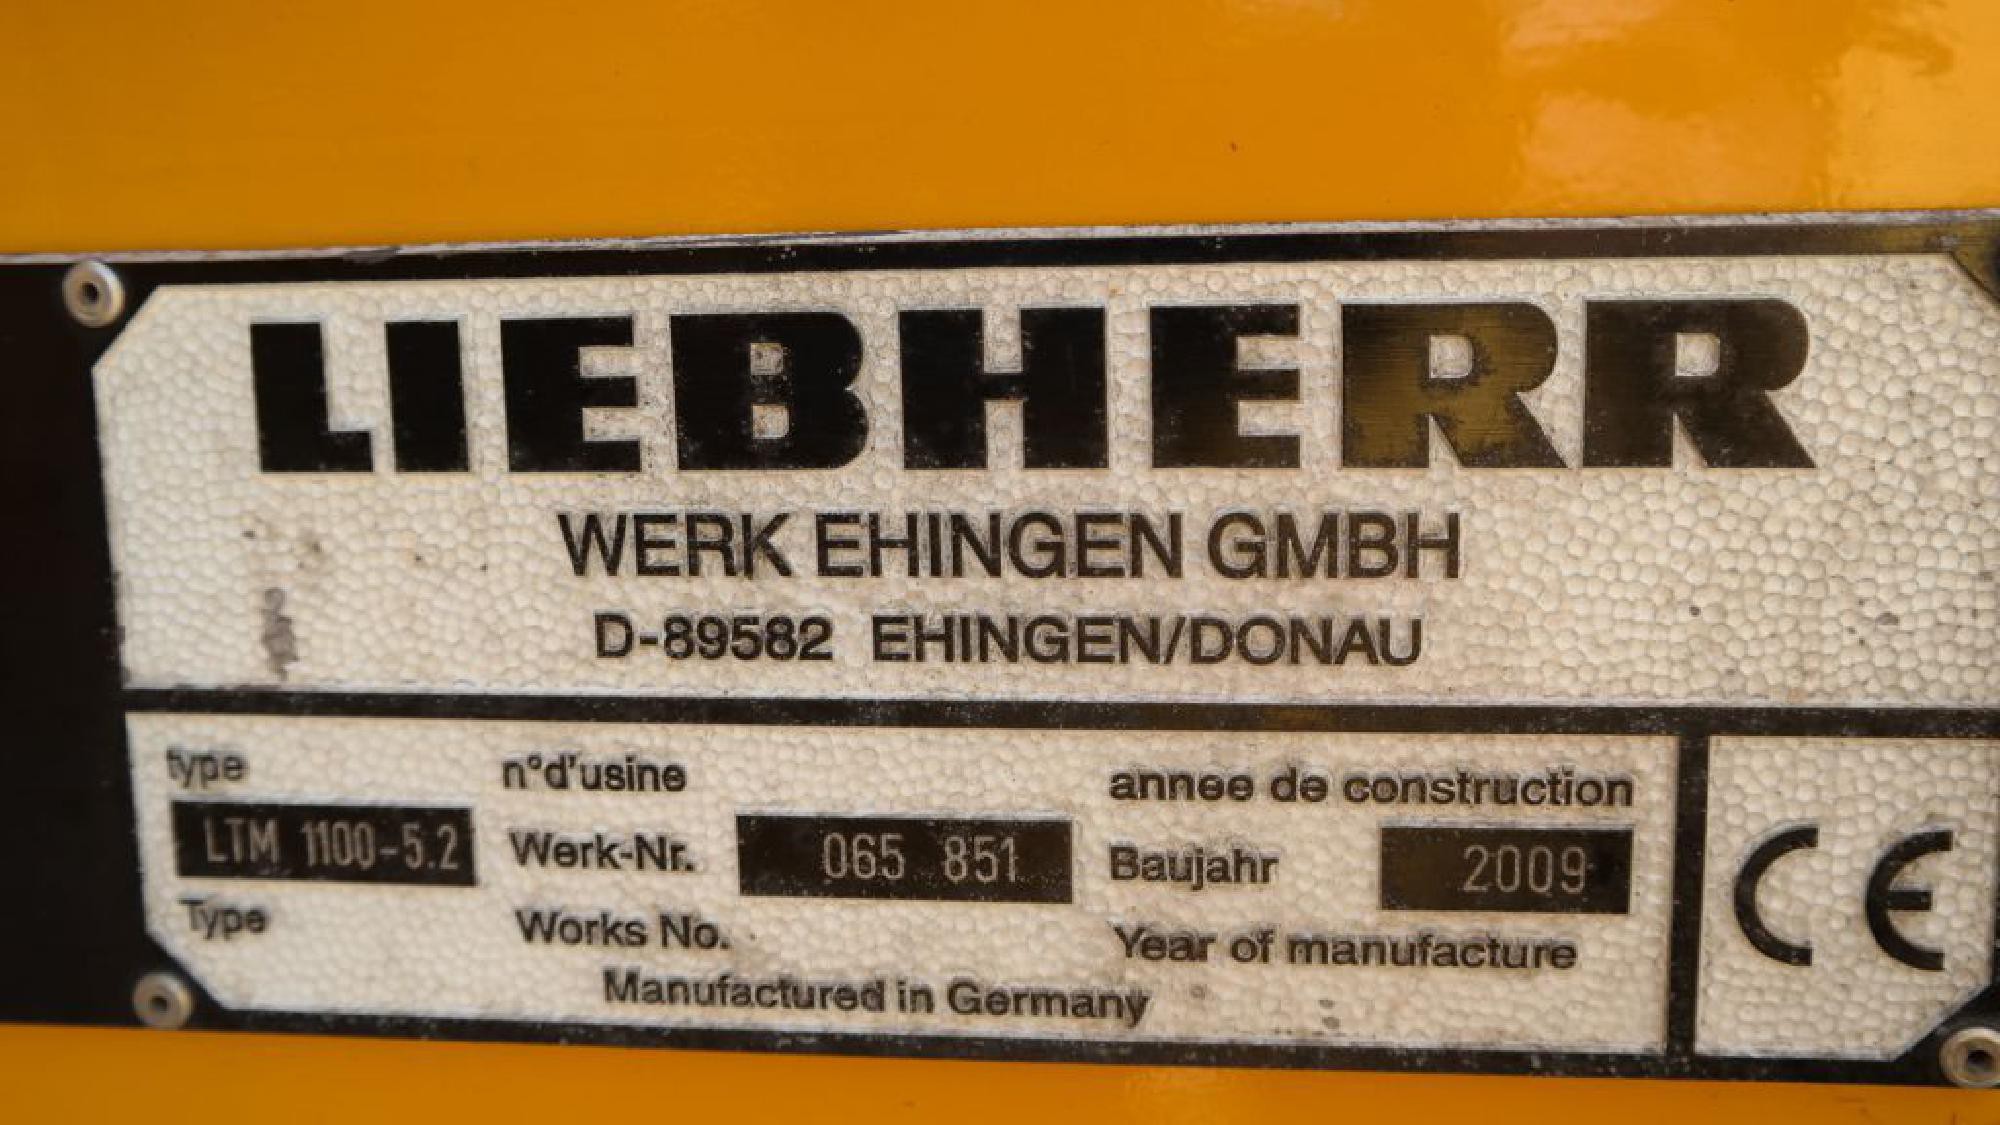 LIEBHERR
WERK EHINGEN GMBH
D-89582 EHINGEN/DONAU
type
LTM 1100-5.2
Type
n°d'usine
Werk-Nr. 065 851
Works No.
annee de construction
Baujahr 2009
Year of manufacture
Manufactured in Germany
CE